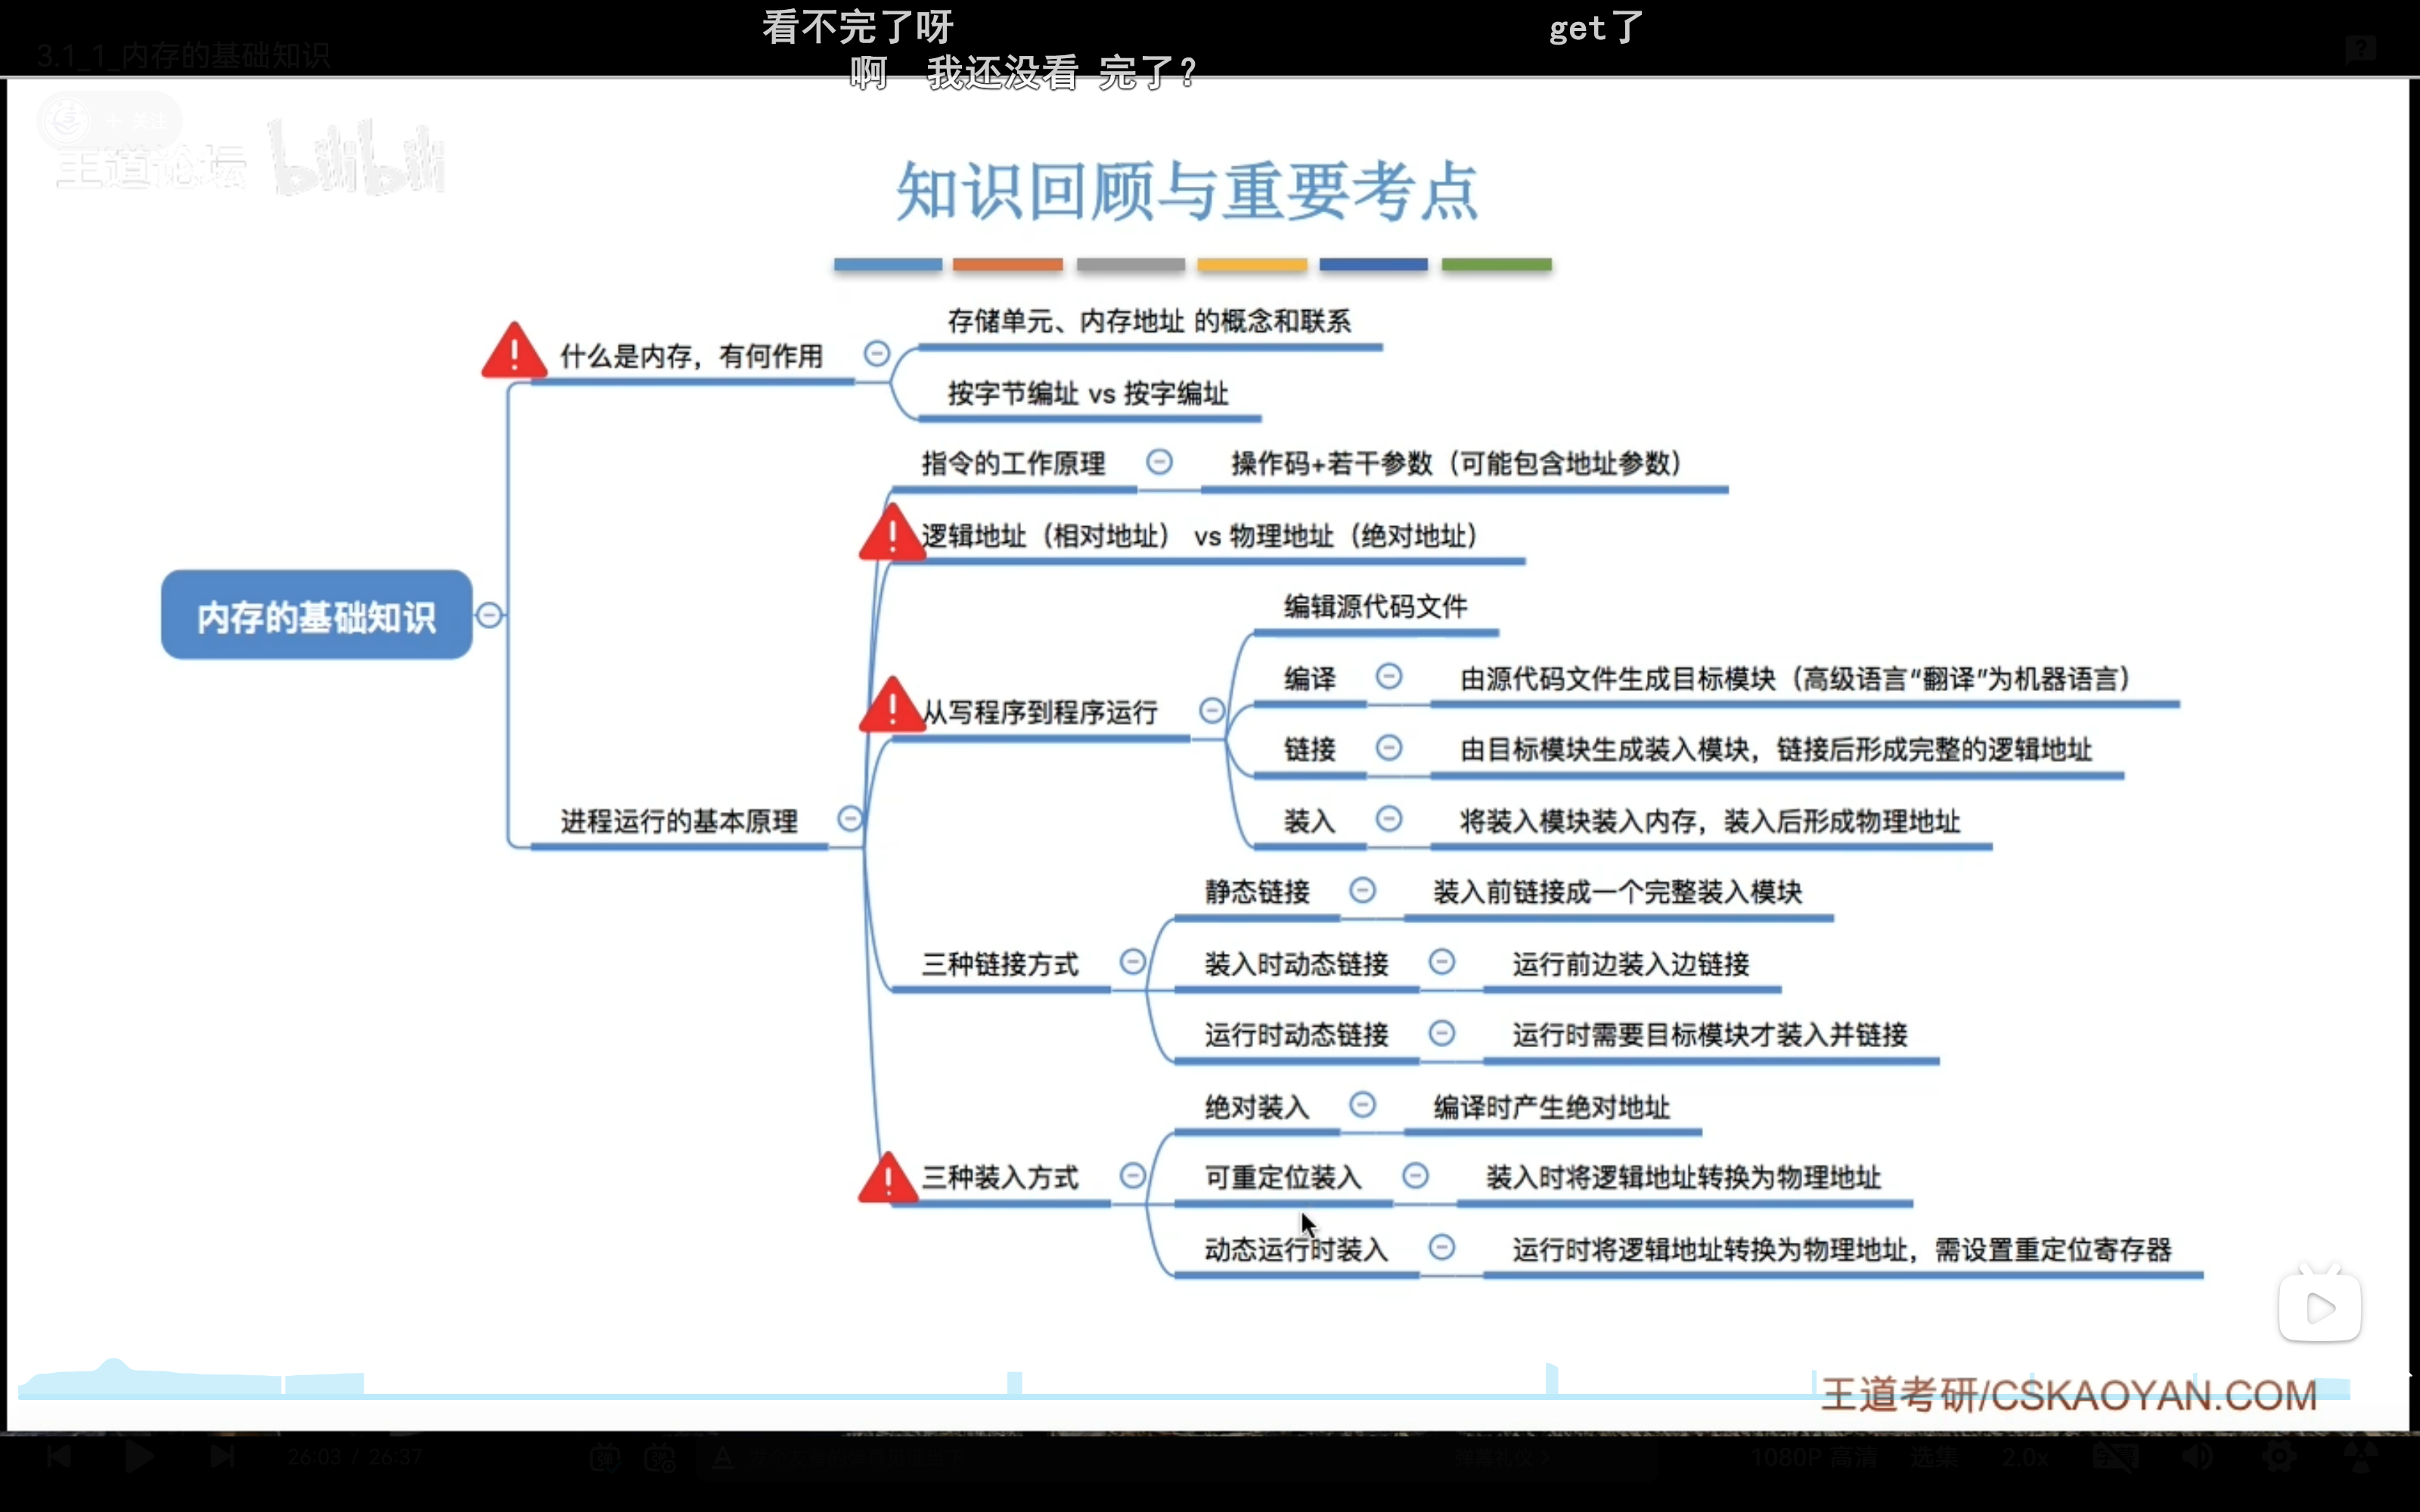 看不完了呀
get了
3.1_1_内存的基础知识
啊 我还没看 完了？
+ 关注
王道论坛 bilibili
知识回顾与重要考点
存储单元、内存地址 的概念和联系
什么是内存，有何作用
按字节编址 vs 按字编址
指令的工作原理
操作码+若干参数（可能包含地址参数）
逻辑地址（相对地址） vs 物理地址（绝对地址）
编辑源代码文件
内存的基础知识
编译
由源代码文件生成目标模块（高级语言“翻译”为机器语言）
从写程序到程序运行
链接
由目标模块生成装入模块，链接后形成完整的逻辑地址
进程运行的基本原理
装入
将装入模块装入内存，装入后形成物理地址
静态链接
装入前链接成一个完整装入模块
三种链接方式
装入时动态链接
运行前边装入边链接
运行时动态链接
运行时需要目标模块才装入并链接
绝对装入
编译时产生绝对地址
三种装入方式
可重定位装入
装入时将逻辑地址转换为物理地址
动态运行时装入
运行时将逻辑地址转换为物理地址，需设置重定位寄存器
王道考研/CSKAOYAN.COM
26:03 / 26:37
1080P 高清
选集
2.0x